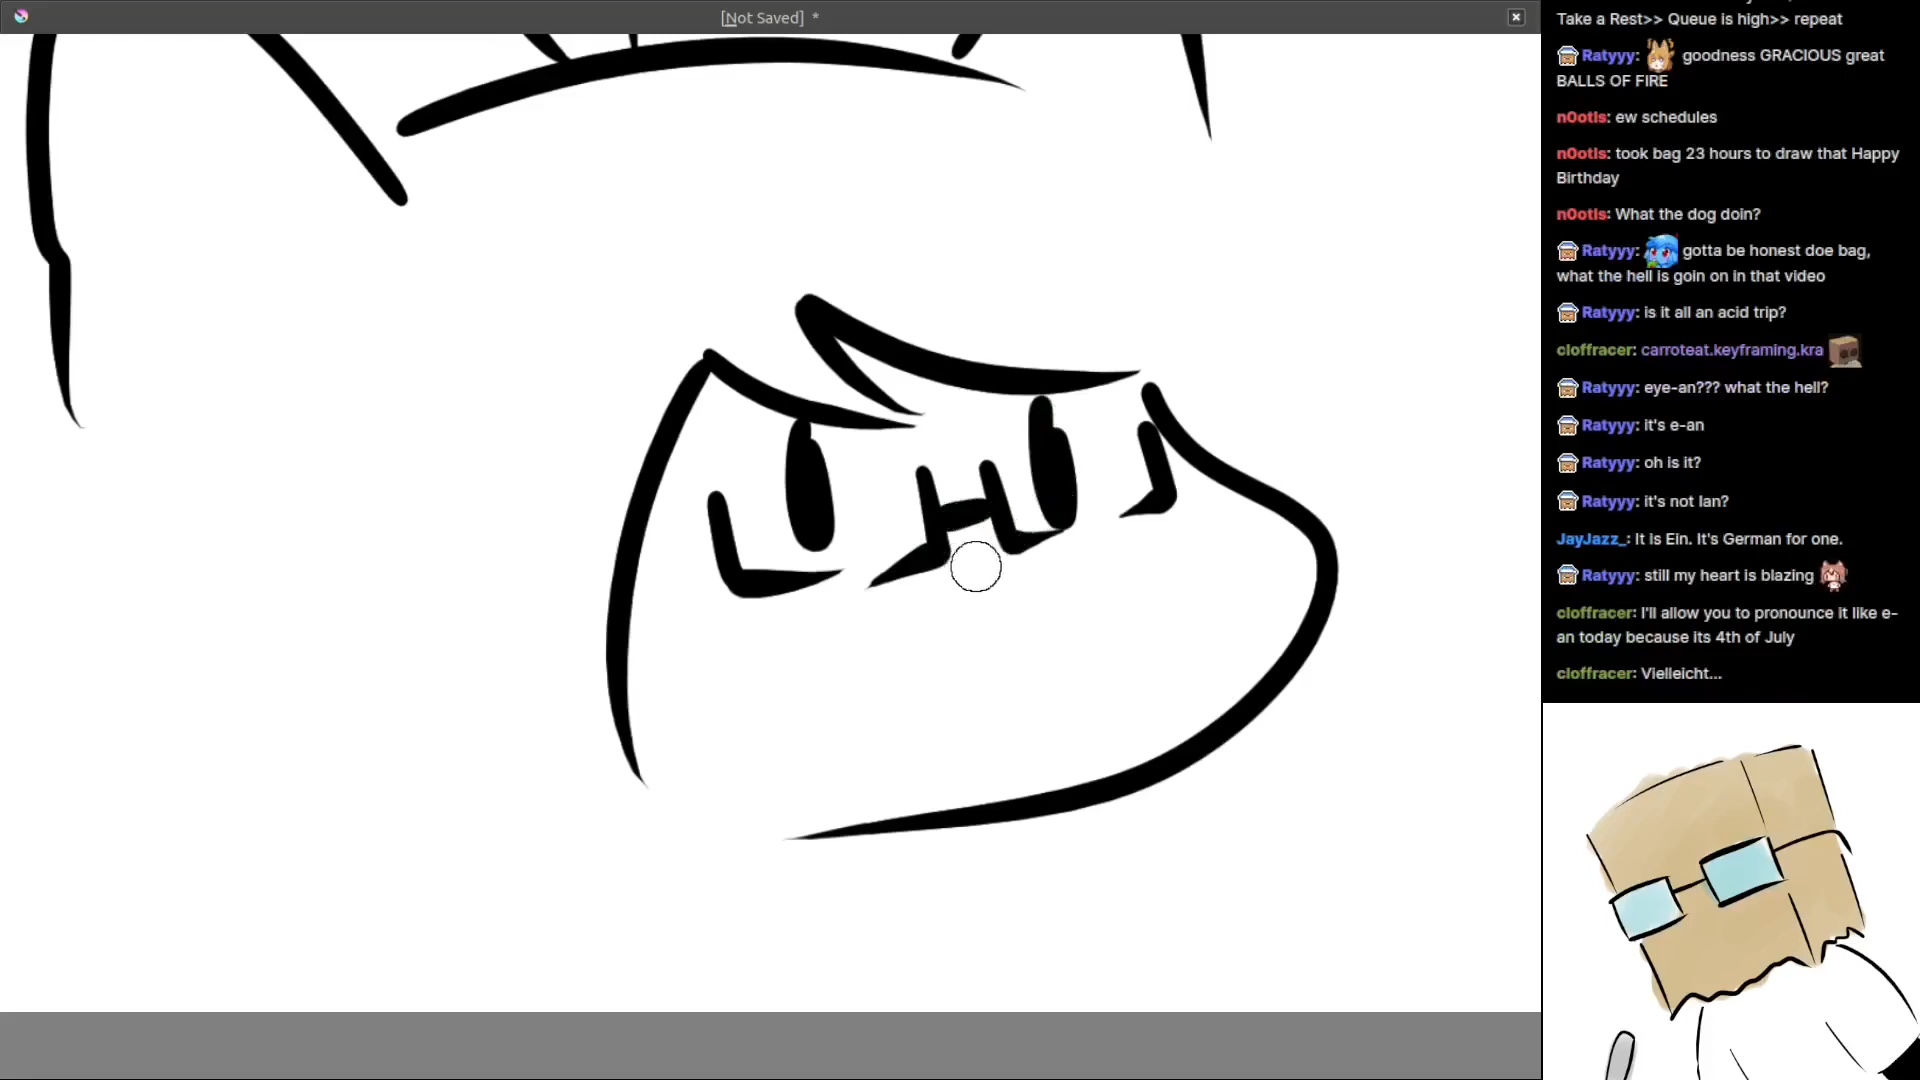 [Not Saved] *
Take a Rest>> Queue is high>> repeat
Ratyyy: goodness GRACIOUS great
BALLS OF FIRE
n0otls: ew schedules
n0otls: took bag 23 hours to draw that Happy
Birthday
n0otls: What the dog doin?
Ratyyy: gotta be honest doe bag,
what the hell is goin on in that video
Ratyyy: is it all an acid trip?
cloffracer: carroteat.keyframing.kra
Ratyyy: eye-an??? what the hell?
Ratyyy: it's e-an
Ratyyy: oh is it?
Ratyyy: it's not Ian?
JayJazz_: It is Ein. It's German for one.
Ratyyy: still my heart is blazing
cloffracer: I'll allow you to pronounce it like e-
an today because its 4th of July
cloffracer: Vielleicht...